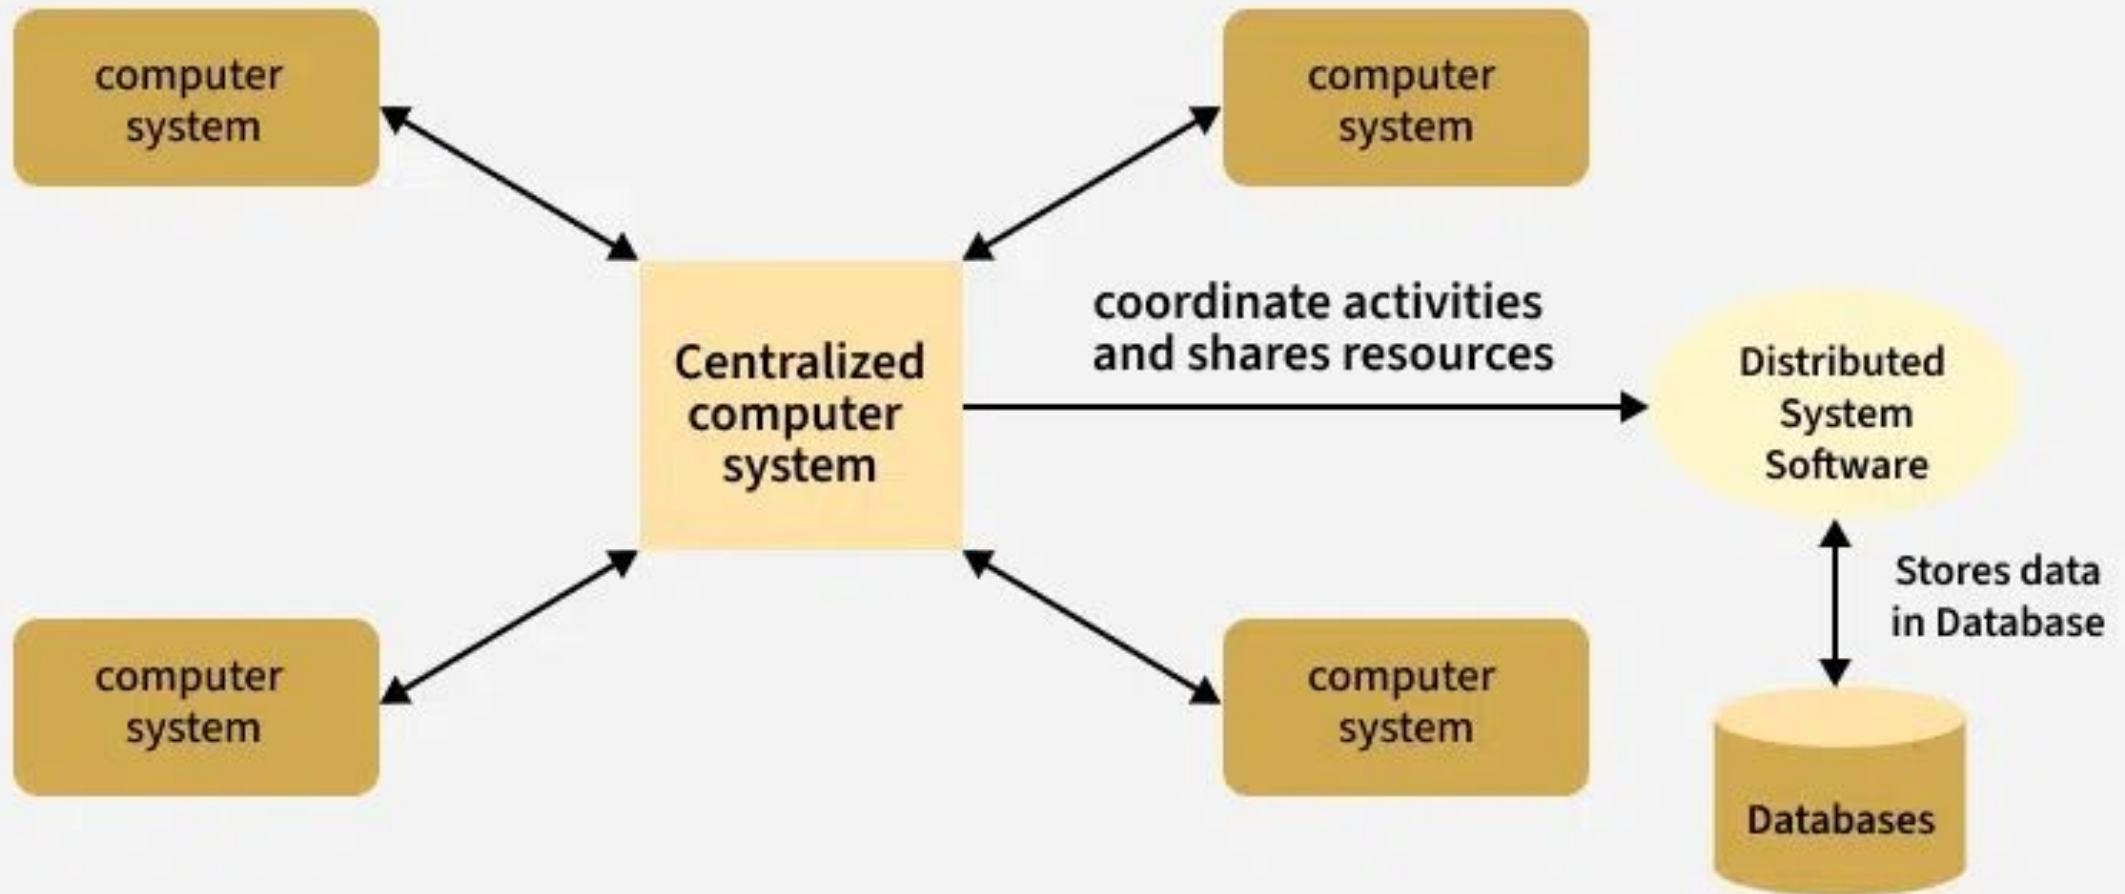 computer
system
computer
system
coordinate activities
and shares resources
Centralized
computer
system
Distributed
System
Software
Stores data
in Database
computer
system
computer
system
Databases